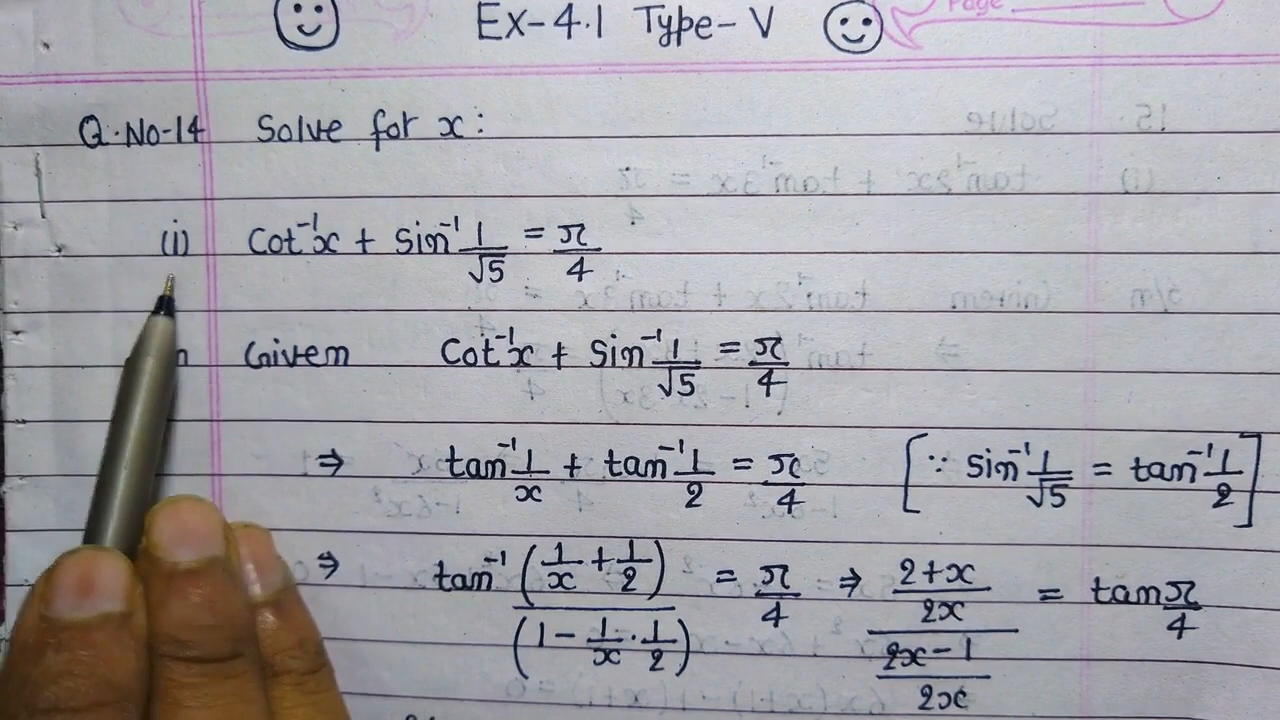 Page
Ex-4.1 Type-V
Q.No-14 Solve for x:
(i) Cot⁻¹x + Sin⁻¹ 1/√5 = π/4
Given Cot⁻¹x + Sin⁻¹ 1/√5 = π/4
⇒ tan⁻¹ 1/x + tan⁻¹ 1/2 = π/4 [∵ Sin⁻¹ 1/√5 = tan⁻¹ 1/2]
⇒ tan⁻¹ (1/x + 1/2)/(1 - 1/x · 1/2) = π/4 ⇒ (2+x/2x)/(2x-1/2x) = tan π/4